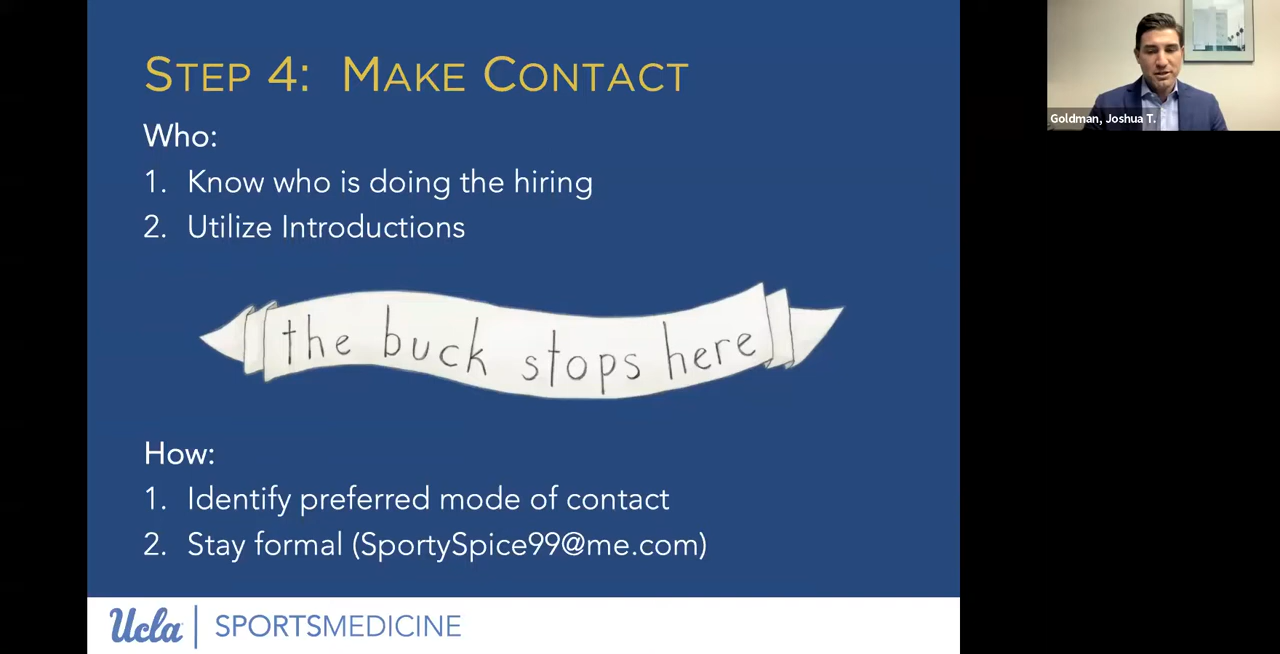 STEP 4: MAKE CONTACT
Who:
1. Know who is doing the hiring
2. Utilize Introductions
the buck stops here
How:
1. Identify preferred mode of contact
2. Stay formal (SportySpice99@me.com)
Ucla | SPORTSMEDICINE
Goldman, Joshua T.